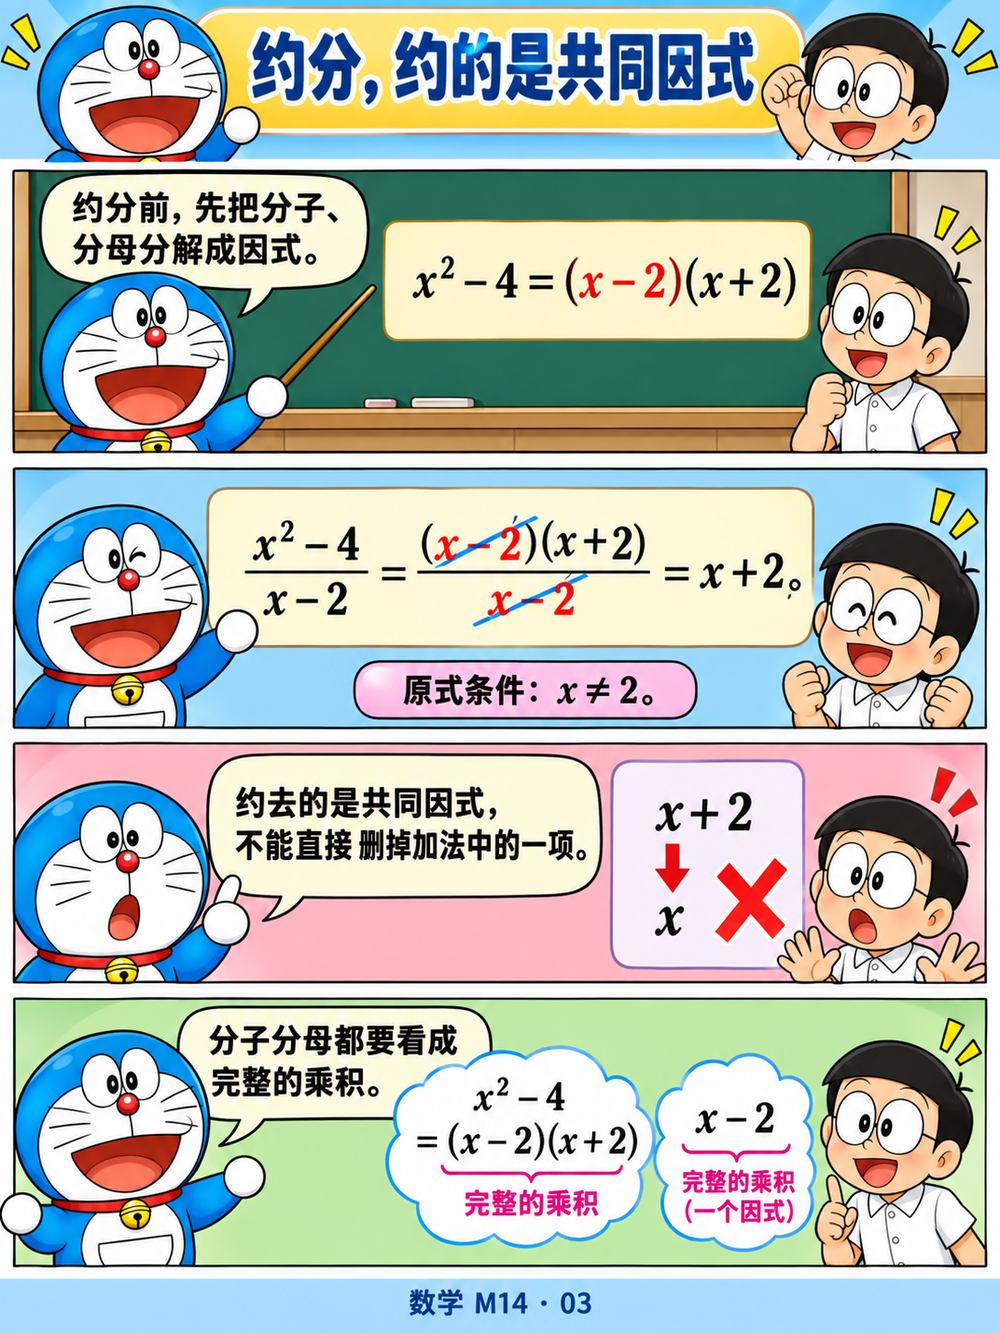 约分，约的是共同因式
约分前，先把分子、
分母分解成因式。
x² − 4 = (x − 2)(x + 2)
(x² − 4)/(x − 2) = ((x − 2)(x + 2))/(x − 2) = x + 2。
原式条件：x ≠ 2。
约去的是共同因式，
不能直接删掉加法中的一项。
x + 2
↓
x
分子分母都要看成
完整的乘积。
x² − 4
= (x − 2)(x + 2)
完整的乘积
x − 2
完整的乘积
（一个因式）
数学 M14 · 03